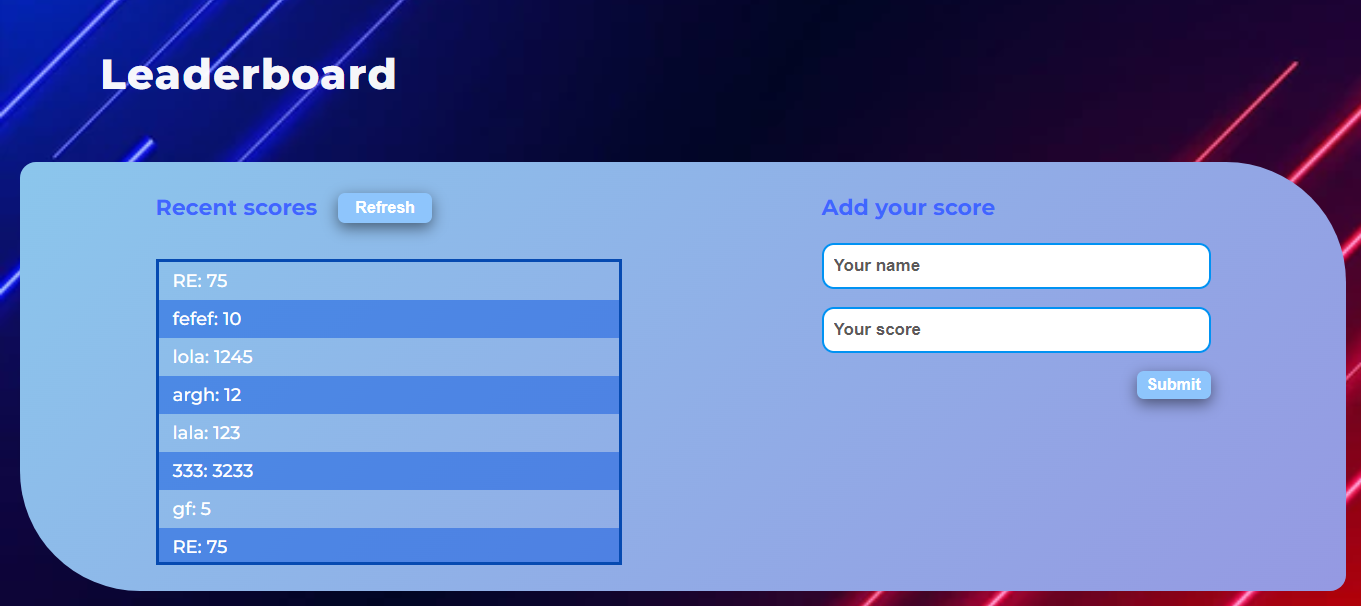 Leaderboard
Recent scores
Refresh
RE: 75
fefef: 10
lola: 1245
argh: 12
lala: 123
333: 3233
gf: 5
RE: 75
Add your score
Your name
Your score
Submit